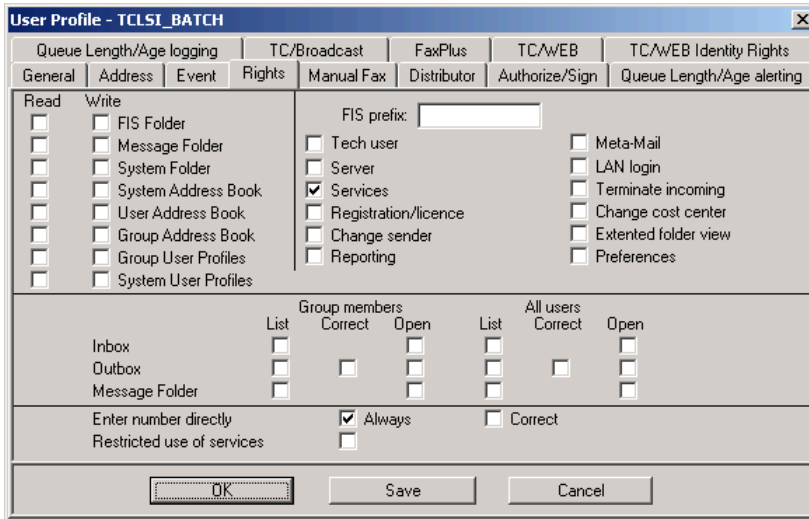 User Profile - TCLSI_BATCH
Queue Length/Age logging TC/Broadcast FaxPlus TC/WEB TC/WEB Identity Rights
General Address Event Rights Manual Fax Distributor Authorize/Sign Queue Length/Age alerting
Read Write
FIS Folder
Message Folder
System Folder
System Address Book
User Address Book
Group Address Book
Group User Profiles
System User Profiles
FIS prefix:
Tech user
Server
Services
Registration/licence
Change sender
Reporting
Meta-Mail
LAN login
Terminate incoming
Change cost center
Extented folder view
Preferences
Group members All users
List Correct Open List Correct Open
Inbox
Outbox
Message Folder
Enter number directly Always Correct
Restricted use of services
OK Save Cancel